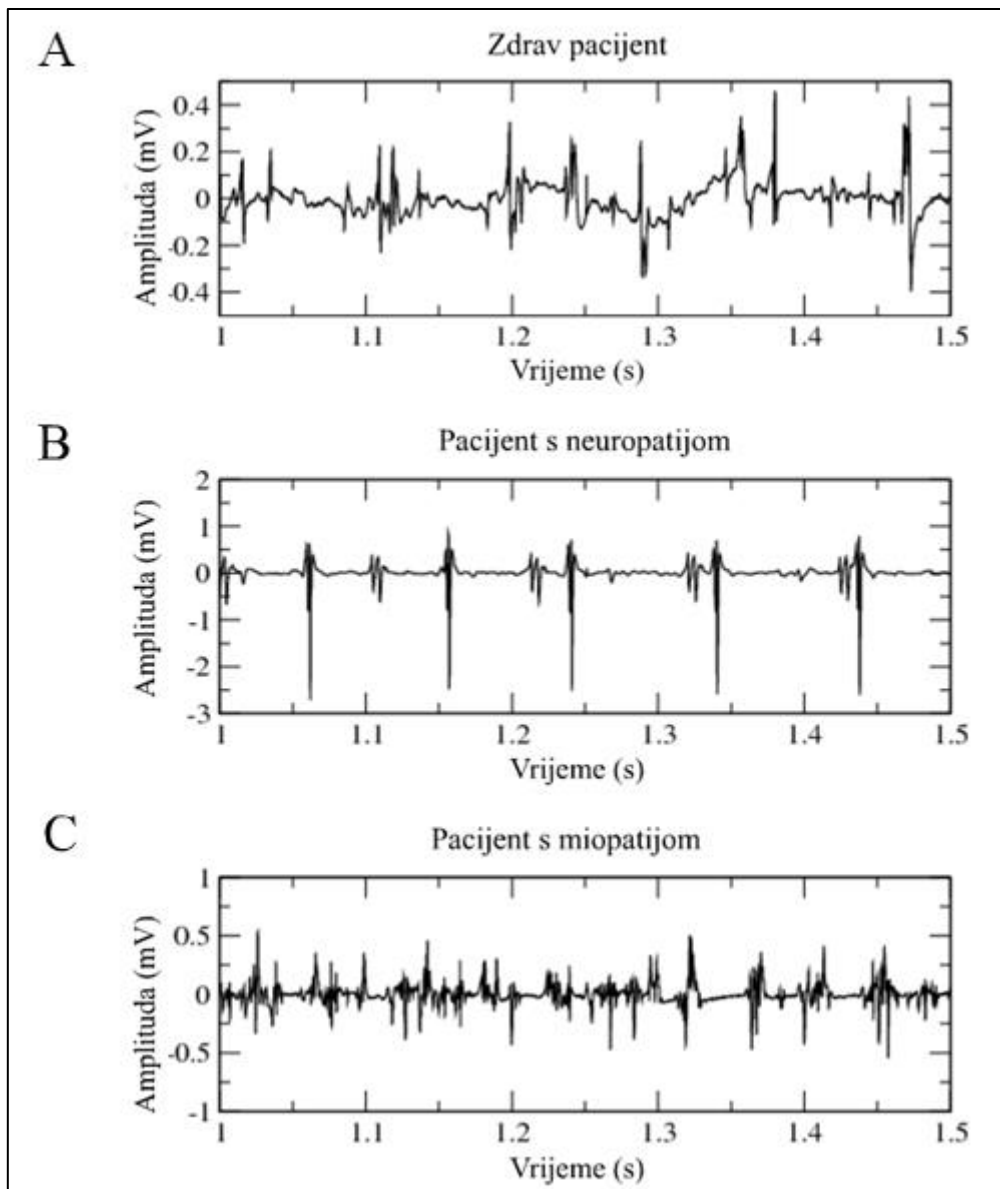 A
Zdrav pacijent
Amplituda (mV)
0.4
0.2
0
-0.2
-0.4
1
1.1
1.2
1.3
1.4
1.5
Vrijeme (s)
B
Pacijent s neuropatijom
Amplituda (mV)
2
1
0
-1
-2
-3
1
1.1
1.2
1.3
1.4
1.5
Vrijeme (s)
C
Pacijent s miopatijom
Amplituda (mV)
1
0.5
0
-0.5
-1
1
1.1
1.2
1.3
1.4
1.5
Vrijeme (s)